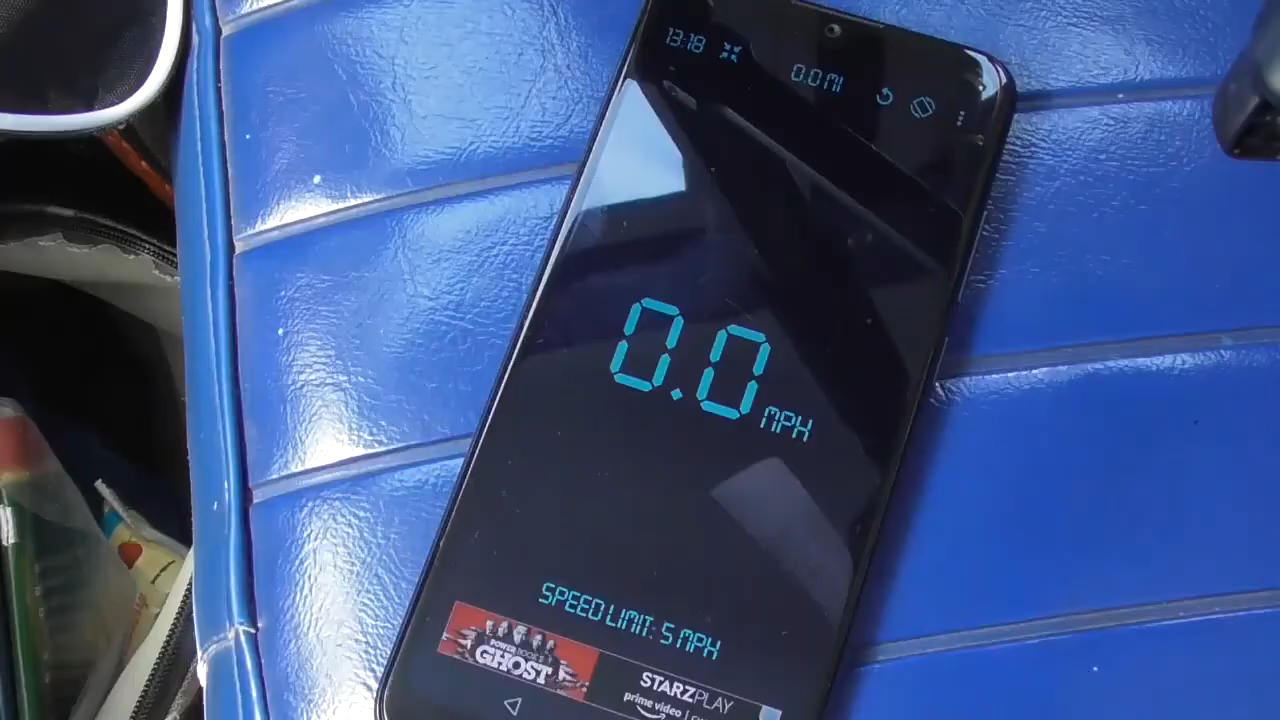 13:18
0.0 MI
0.0 MPH
SPEED LIMIT: 5 MPH
POWER BOOK II
GHOST
STARZPLAY
prime video